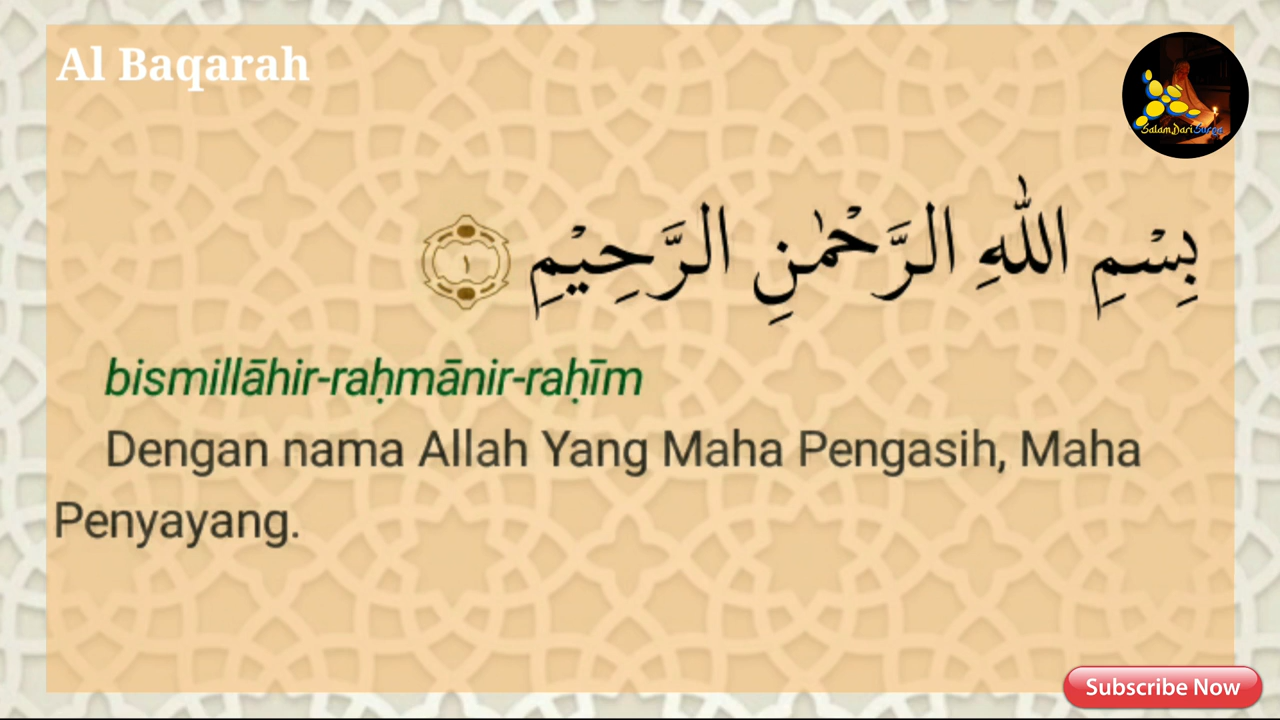 Al Baqarah
SalamDariSurga
بِسْمِ اللّٰهِ الرَّحْمٰنِ الرَّحِيْمِ ١
bismillāhir-raḥmānir-raḥīm
Dengan nama Allah Yang Maha Pengasih, Maha
Penyayang.
Subscribe Now